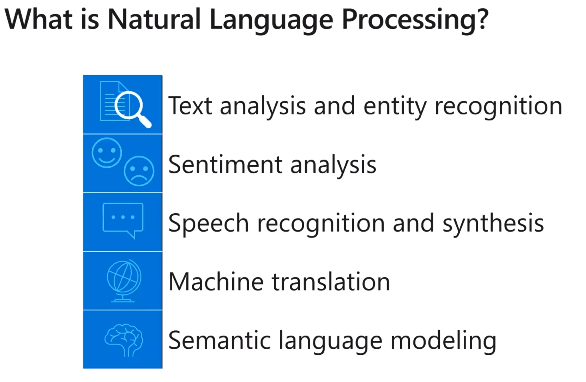 What is Natural Language Processing?
Text analysis and entity recognition
Sentiment analysis
Speech recognition and synthesis
Machine translation
Semantic language modeling